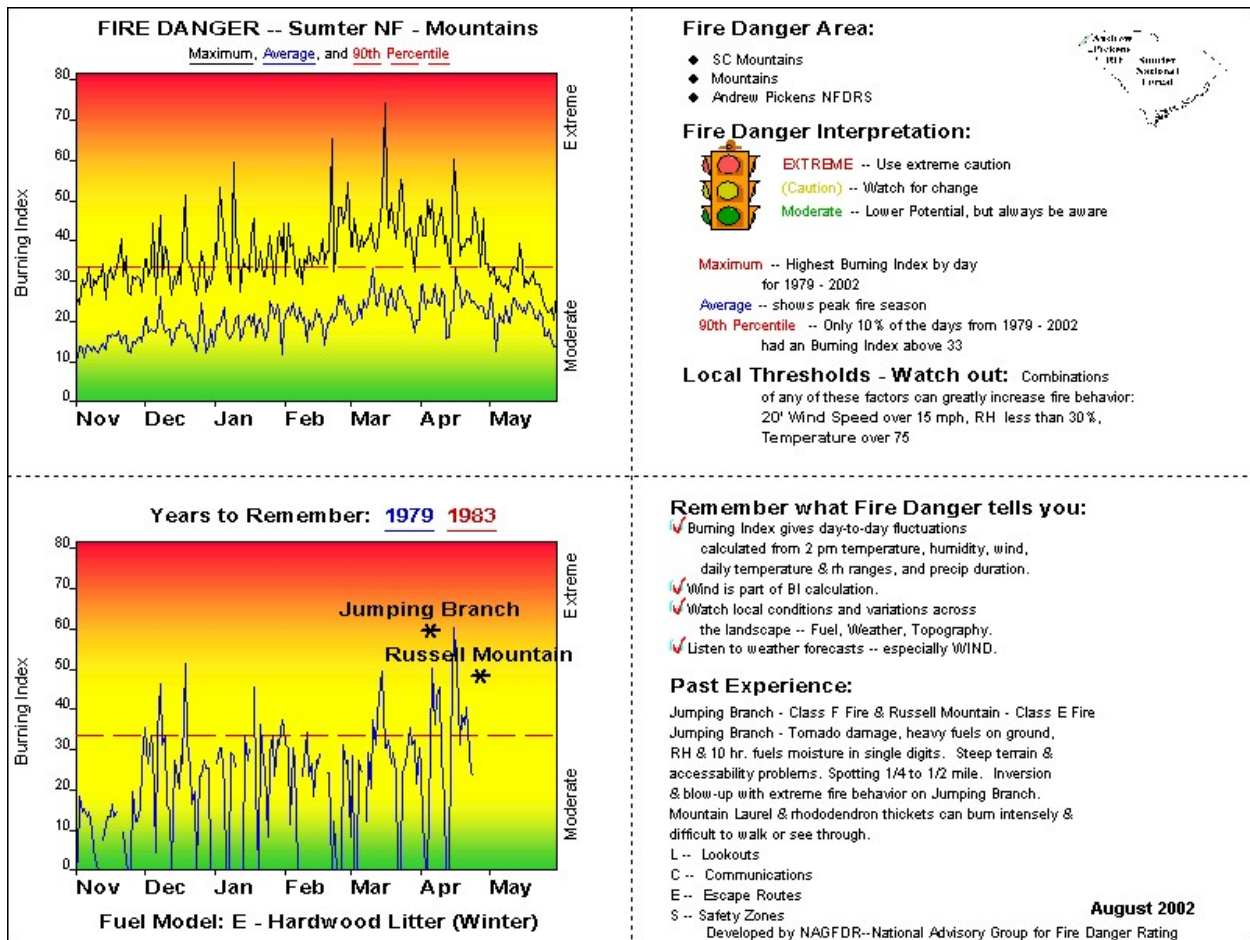 FIRE DANGER -- Sumter NF - Mountains
Maximum, Average, and 90th Percentile
80
70
60
50
40
30
20
10
0
Burning Index
Extreme
Moderate
Nov Dec Jan Feb Mar Apr May
Fire Danger Area:
SC Mountains
Mountains
Andrew Pickens NFDRS
Andrew
Pickens
RD
Sumter
National
Forest
Fire Danger Interpretation:
EXTREME -- Use extreme caution
(Caution) -- Watch for change
Moderate -- Lower Potential, but always be aware
Maximum -- Highest Burning Index by day
for 1979 - 2002
Average -- shows peak fire season
90th Percentile -- Only 10% of the days from 1979 - 2002
had an Burning Index above 33
Local Thresholds - Watch out: Combinations
of any of these factors can greatly increase fire behavior:
20' Wind Speed over 15 mph, RH less than 30%,
Temperature over 75
Years to Remember: 1979 1983
80
70
60
50
40
30
20
10
0
Burning Index
Extreme
Moderate
Jumping Branch
*
Russell Mountain
*
Nov Dec Jan Feb Mar Apr May
Fuel Model: E - Hardwood Litter (Winter)
Remember what Fire Danger tells you:
Burning Index gives day-to-day fluctuations
calculated from 2 pm temperature, humidity, wind,
daily temperature & rh ranges, and precip duration.
Wind is part of BI calculation.
Watch local conditions and variations across
the landscape -- Fuel, Weather, Topography.
Listen to weather forecasts -- especially WIND.
Past Experience:
Jumping Branch - Class F Fire & Russell Mountain - Class E Fire
Jumping Branch - Tornado damage, heavy fuels on ground,
RH & 10 hr. fuels moisture in single digits. Steep terrain &
accessability problems. Spotting 1/4 to 1/2 mile. Inversion
& blow-up with extreme fire behavior on Jumping Branch.
Mountain Laurel & rhododendron thickets can burn intensely &
difficult to walk or see through.
L -- Lookouts
C -- Communications
E -- Escape Routes
S -- Safety Zones
August 2002
Developed by NAGFDR--National Advisory Group for Fire Danger Rating